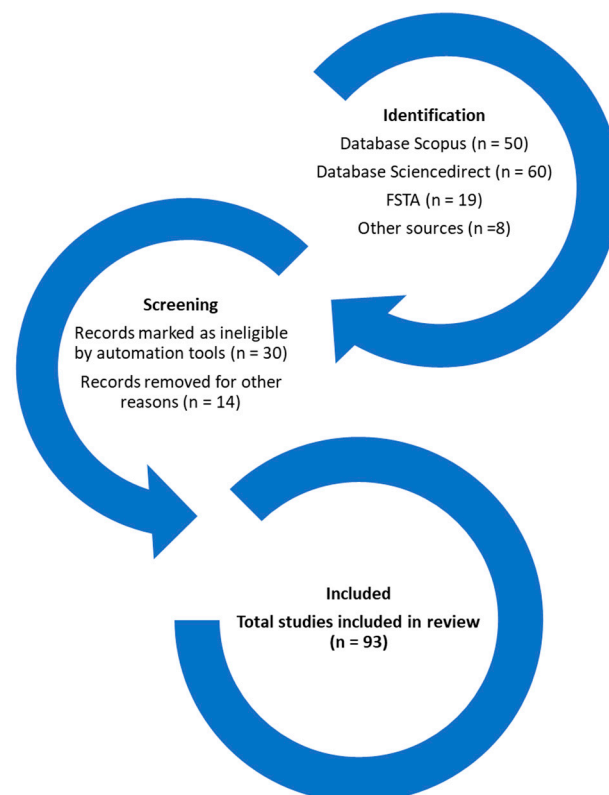 Identification
Database Scopus (n = 50)
Database Sciencedirect (n = 60)
FSTA (n = 19)
Other sources (n =8)
Screening
Records marked as ineligible
by automation tools (n = 30)
Records removed for other
reasons (n = 14)
Included
Total studies included in review
(n = 93)